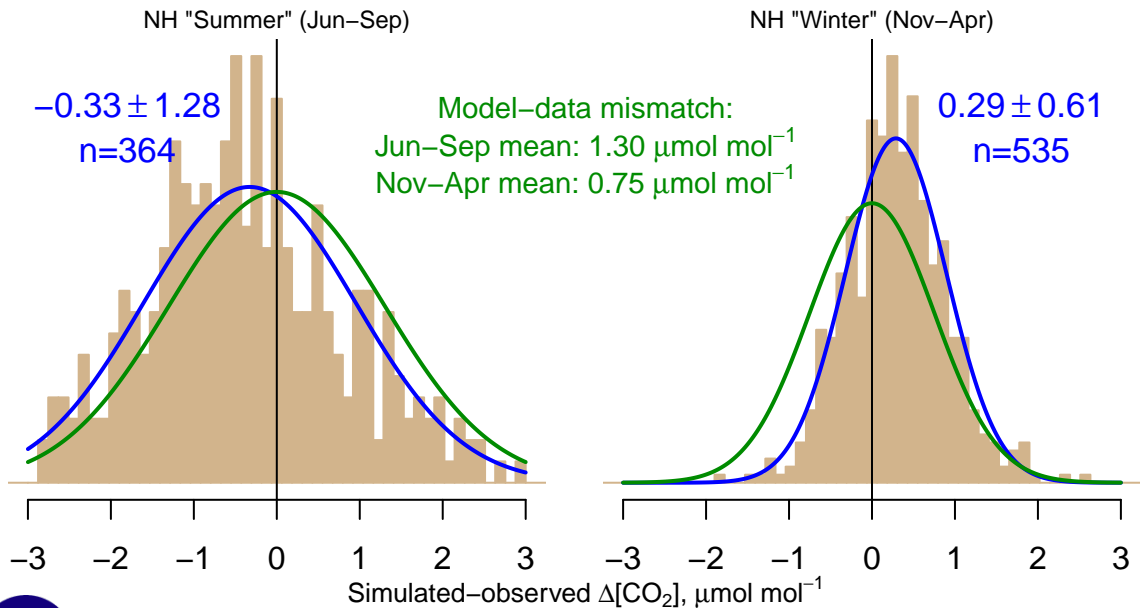 NH "Summer" (Jun−Sep)
−0.33 ± 1.28
n=364
Model−data mismatch:
Jun−Sep mean: 1.30 μmol mol⁻¹
Nov−Apr mean: 0.75 μmol mol⁻¹
NH "Winter" (Nov−Apr)
0.29 ± 0.61
n=535
−3 −2 −1 0 1 2 3
−3 −2 −1 0 1 2 3
Simulated−observed Δ[CO₂], μmol mol⁻¹